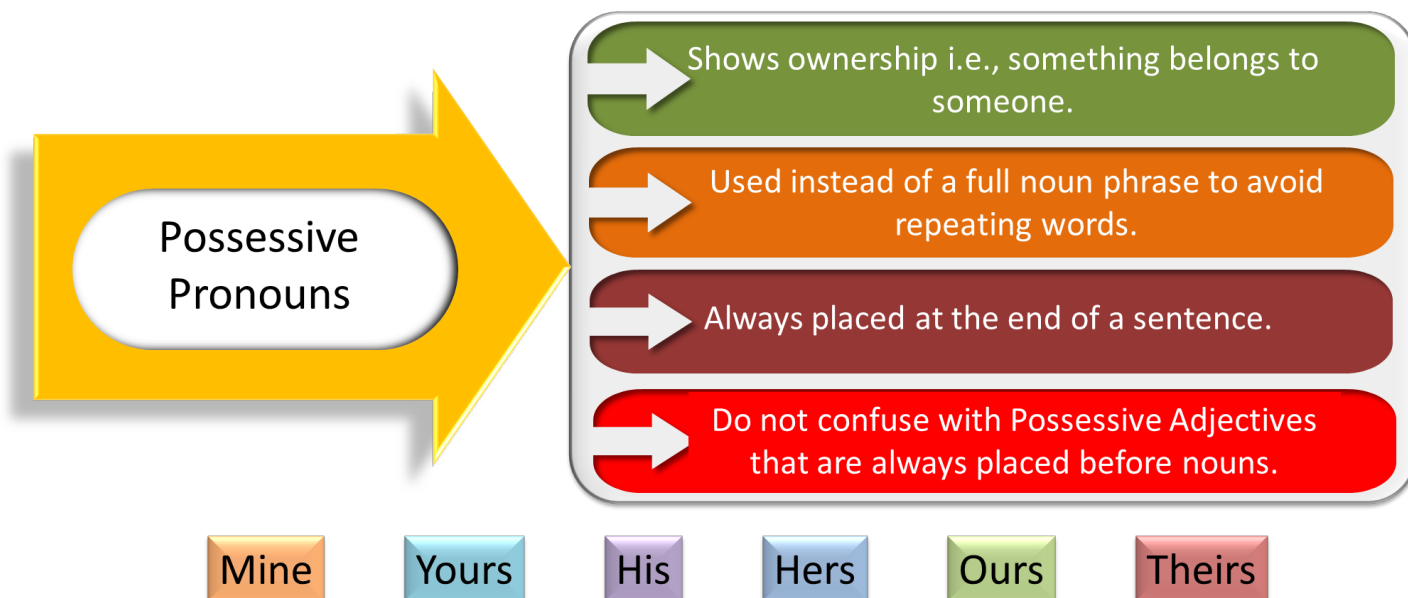 Possessive
Pronouns
Shows ownership i.e., something belongs to
someone.
Used instead of a full noun phrase to avoid
repeating words.
Always placed at the end of a sentence.
Do not confuse with Possessive Adjectives
that are always placed before nouns.
Mine Yours His Hers Ours Theirs